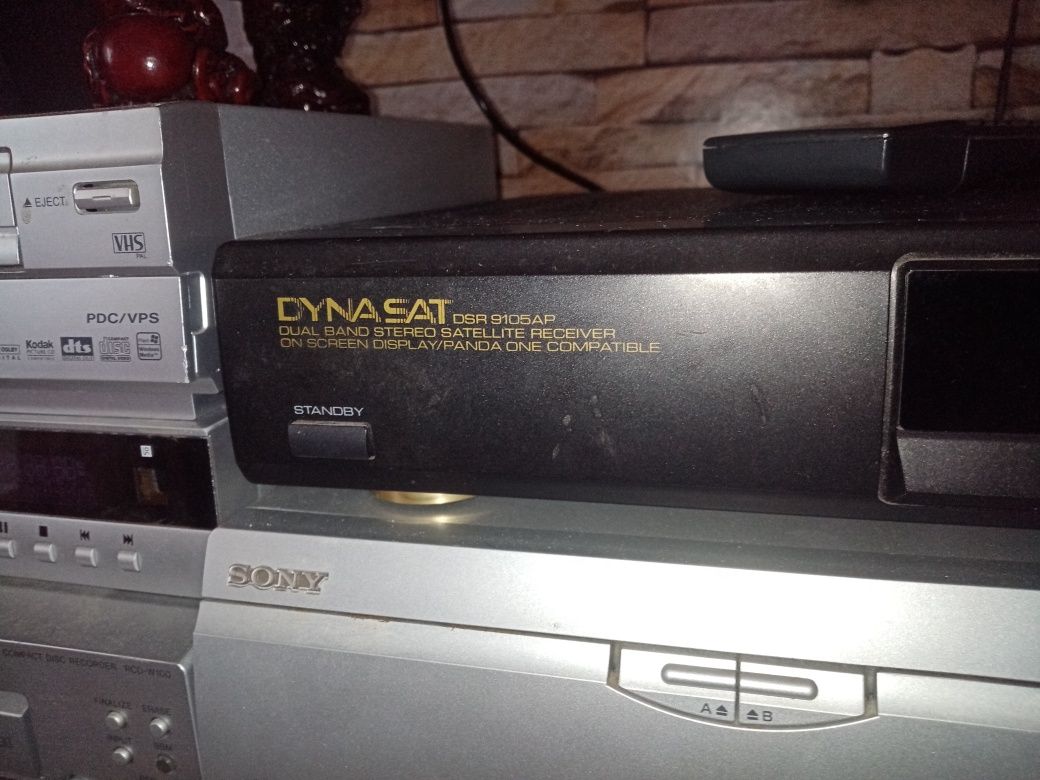 EJECT
VHS
PAL
PDC/VPS
Kodak
dts
DYNASAT DSR 9105AP
DUAL BAND STEREO SATELLITE RECEIVER
ON SCREEN DISPLAY/PANDA ONE COMPATIBLE
STANDBY
SONY
COMPACT DISC RECORDER RCD-W100
FINALIZE ERASE
INPUT
A B